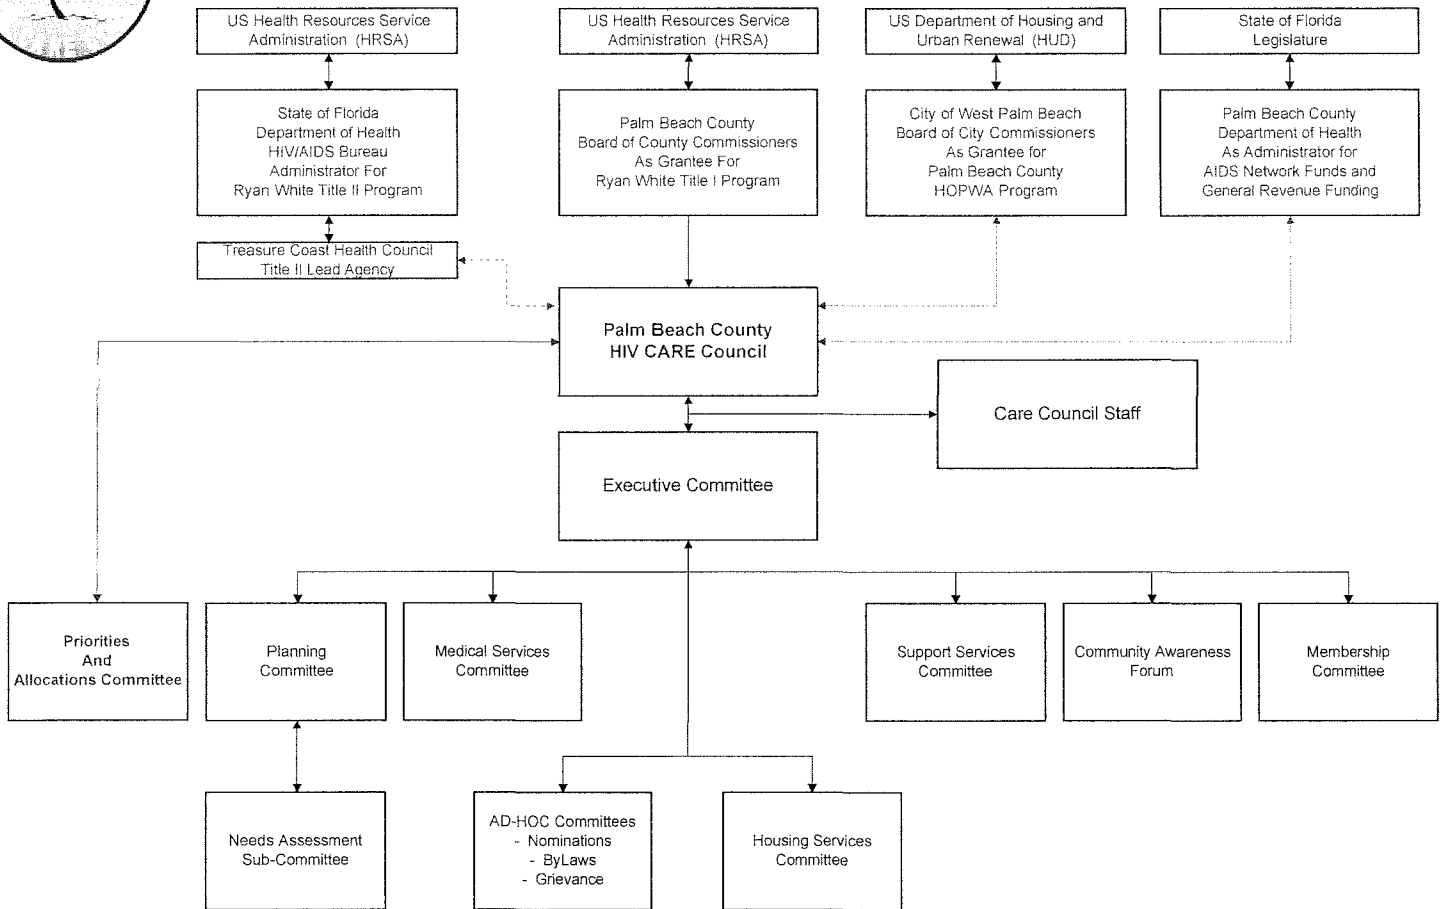 US Health Resources Service
Administration (HRSA)
US Health Resources Service
Administration (HRSA)
US Department of Housing and
Urban Renewal (HUD)
State of Florida
Legislature
State of Florida
Department of Health
HIV/AIDS Bureau
Administrator For
Ryan White Title II Program
Palm Beach County
Board of County Commissioners
As Grantee For
Ryan White Title I Program
City of West Palm Beach
Board of City Commissioners
As Grantee for
Palm Beach County
HOPWA Program
Palm Beach County
Department of Health
As Administrator for
AIDS Network Funds and
General Revenue Funding
Treasure Coast Health Council
Title II Lead Agency
Palm Beach County
HIV CARE Council
Care Council Staff
Executive Committee
Priorities
And
Allocations Committee
Planning
Committee
Medical Services
Committee
Support Services
Committee
Community Awareness
Forum
Membership
Committee
Needs Assessment
Sub-Committee
AD-HOC Committees
- Nominations
- ByLaws
- Grievance
Housing Services
Committee